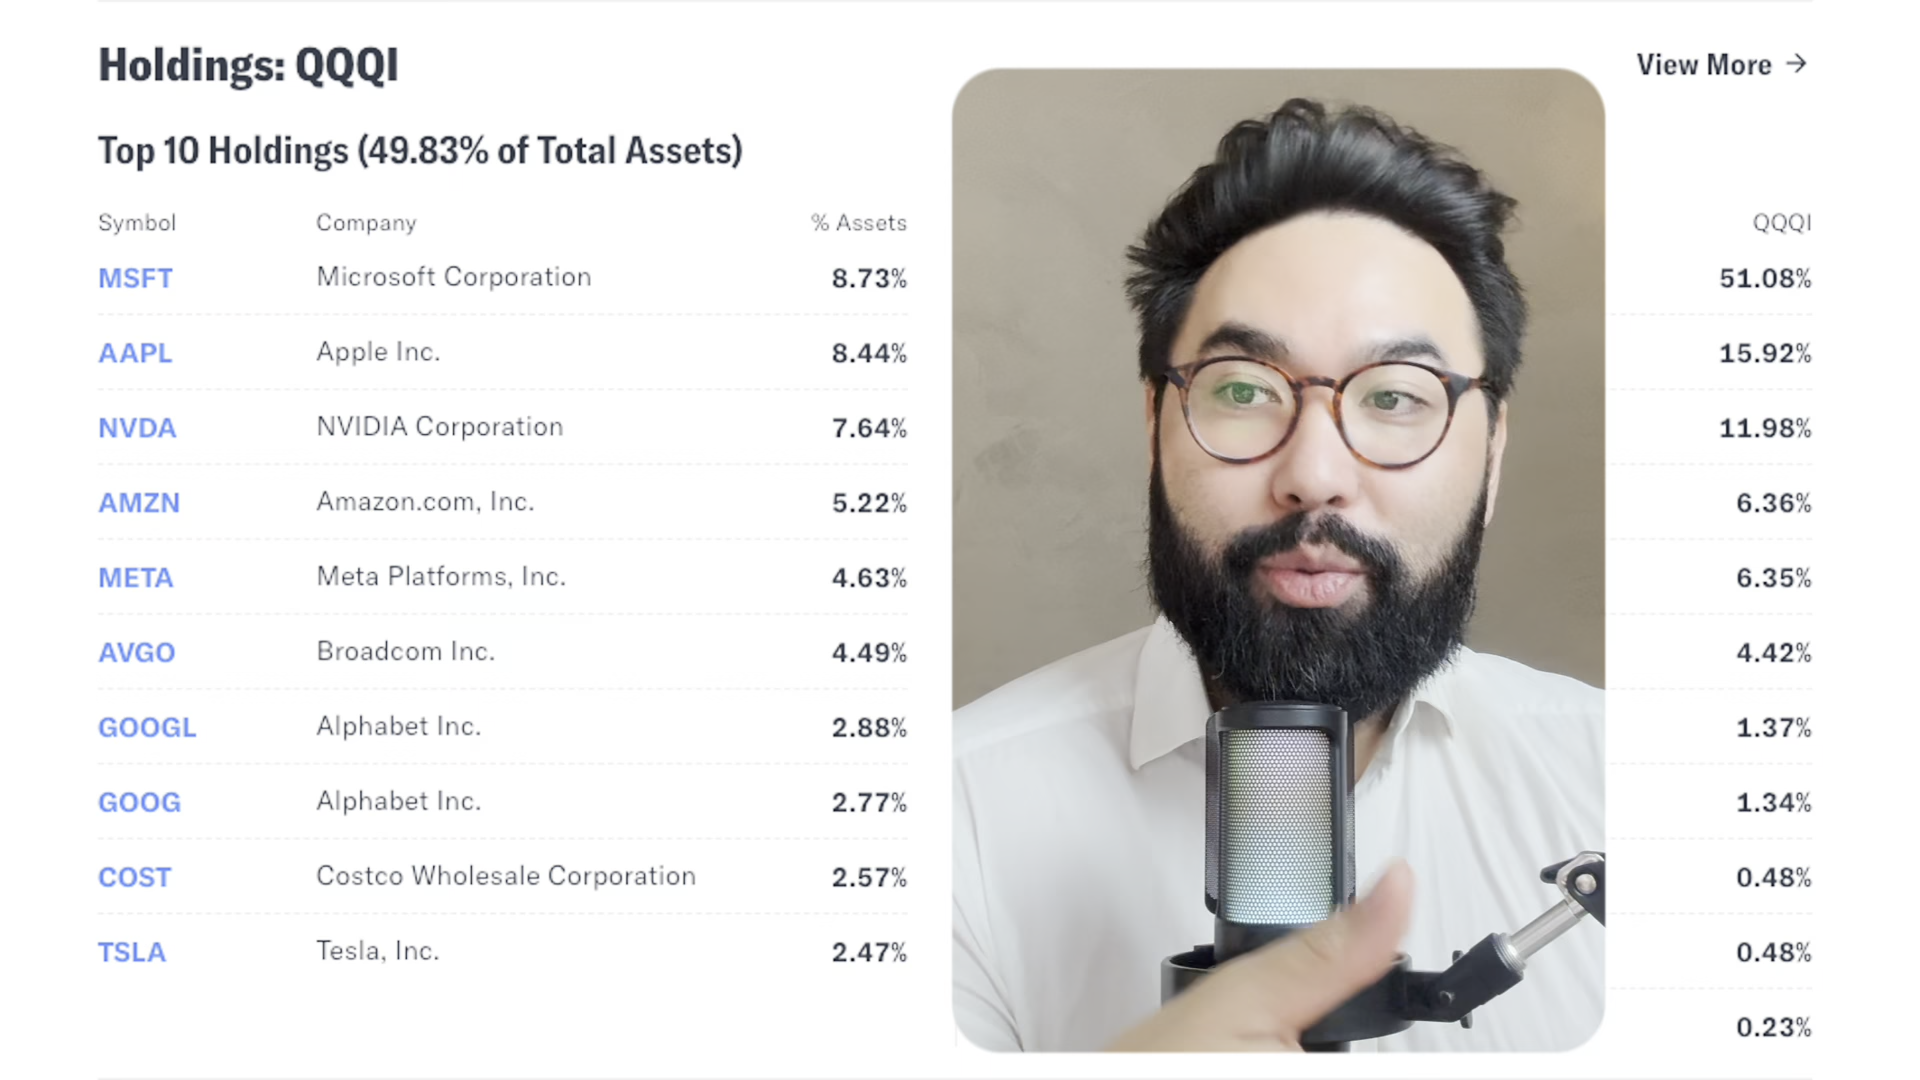 Holdings: QQQI
View More →
Top 10 Holdings (49.83% of Total Assets)
Symbol Company % Assets QQQI
MSFT Microsoft Corporation 8.73% 51.08%
AAPL Apple Inc. 8.44% 15.92%
NVDA NVIDIA Corporation 7.64% 11.98%
AMZN Amazon.com, Inc. 5.22% 6.36%
META Meta Platforms, Inc. 4.63% 6.35%
AVGO Broadcom Inc. 4.49% 4.42%
GOOGL Alphabet Inc. 2.88% 1.37%
GOOG Alphabet Inc. 2.77% 1.34%
COST Costco Wholesale Corporation 2.57% 0.48%
TSLA Tesla, Inc. 2.47% 0.48%
0.23%